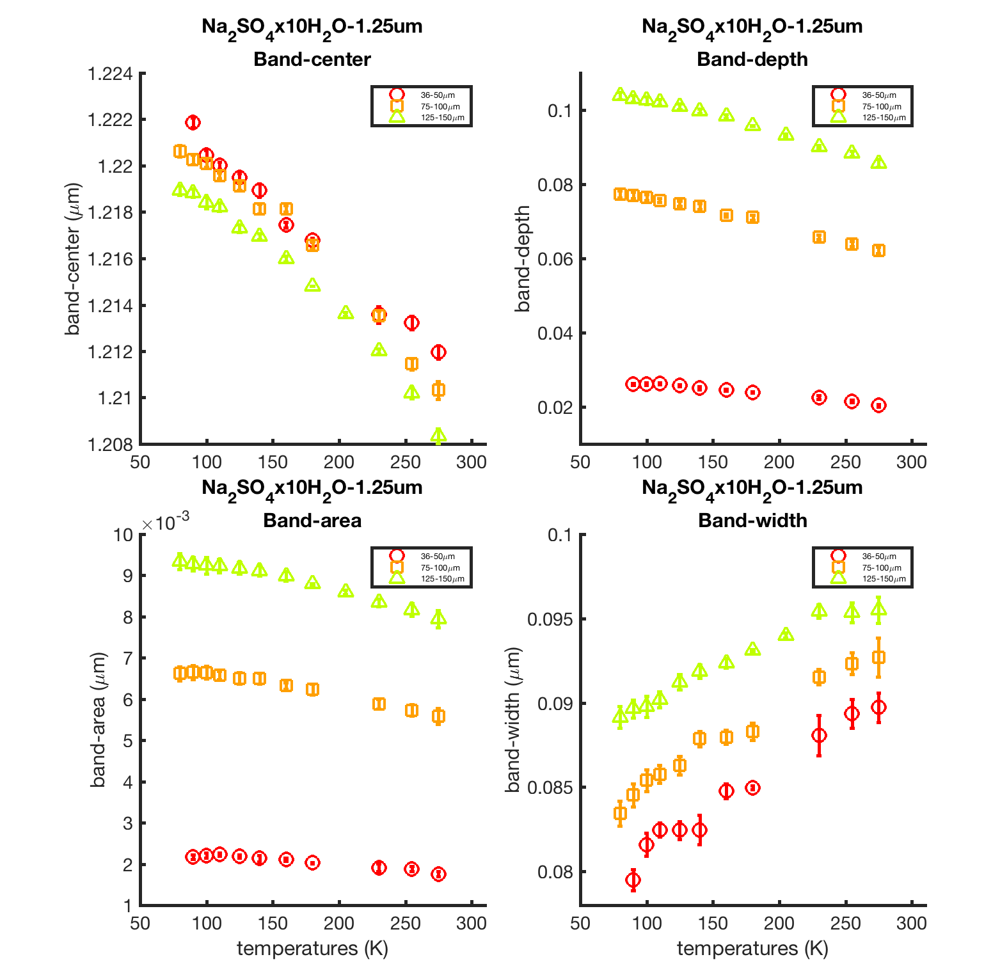 Na2SO4x10H2O-1.25um
Band-center
1.224
1.222
1.22
1.218
1.216
1.214
1.212
1.21
1.208
50 100 150 200 250 300
band-center (μm)
36-50μm
75-100μm
125-150μm
Na2SO4x10H2O-1.25um
Band-depth
0.1
0.08
0.06
0.04
0.02
50 100 150 200 250 300
band-depth
36-50μm
75-100μm
125-150μm
Na2SO4x10H2O-1.25um
Band-area
×10-3
10
9
8
7
6
5
4
3
2
1
50 100 150 200 250 300
band-area (μm)
temperatures (K)
36-50μm
75-100μm
125-150μm
Na2SO4x10H2O-1.25um
Band-width
0.1
0.095
0.09
0.085
0.08
50 100 150 200 250 300
band-width (μm)
temperatures (K)
36-50μm
75-100μm
125-150μm